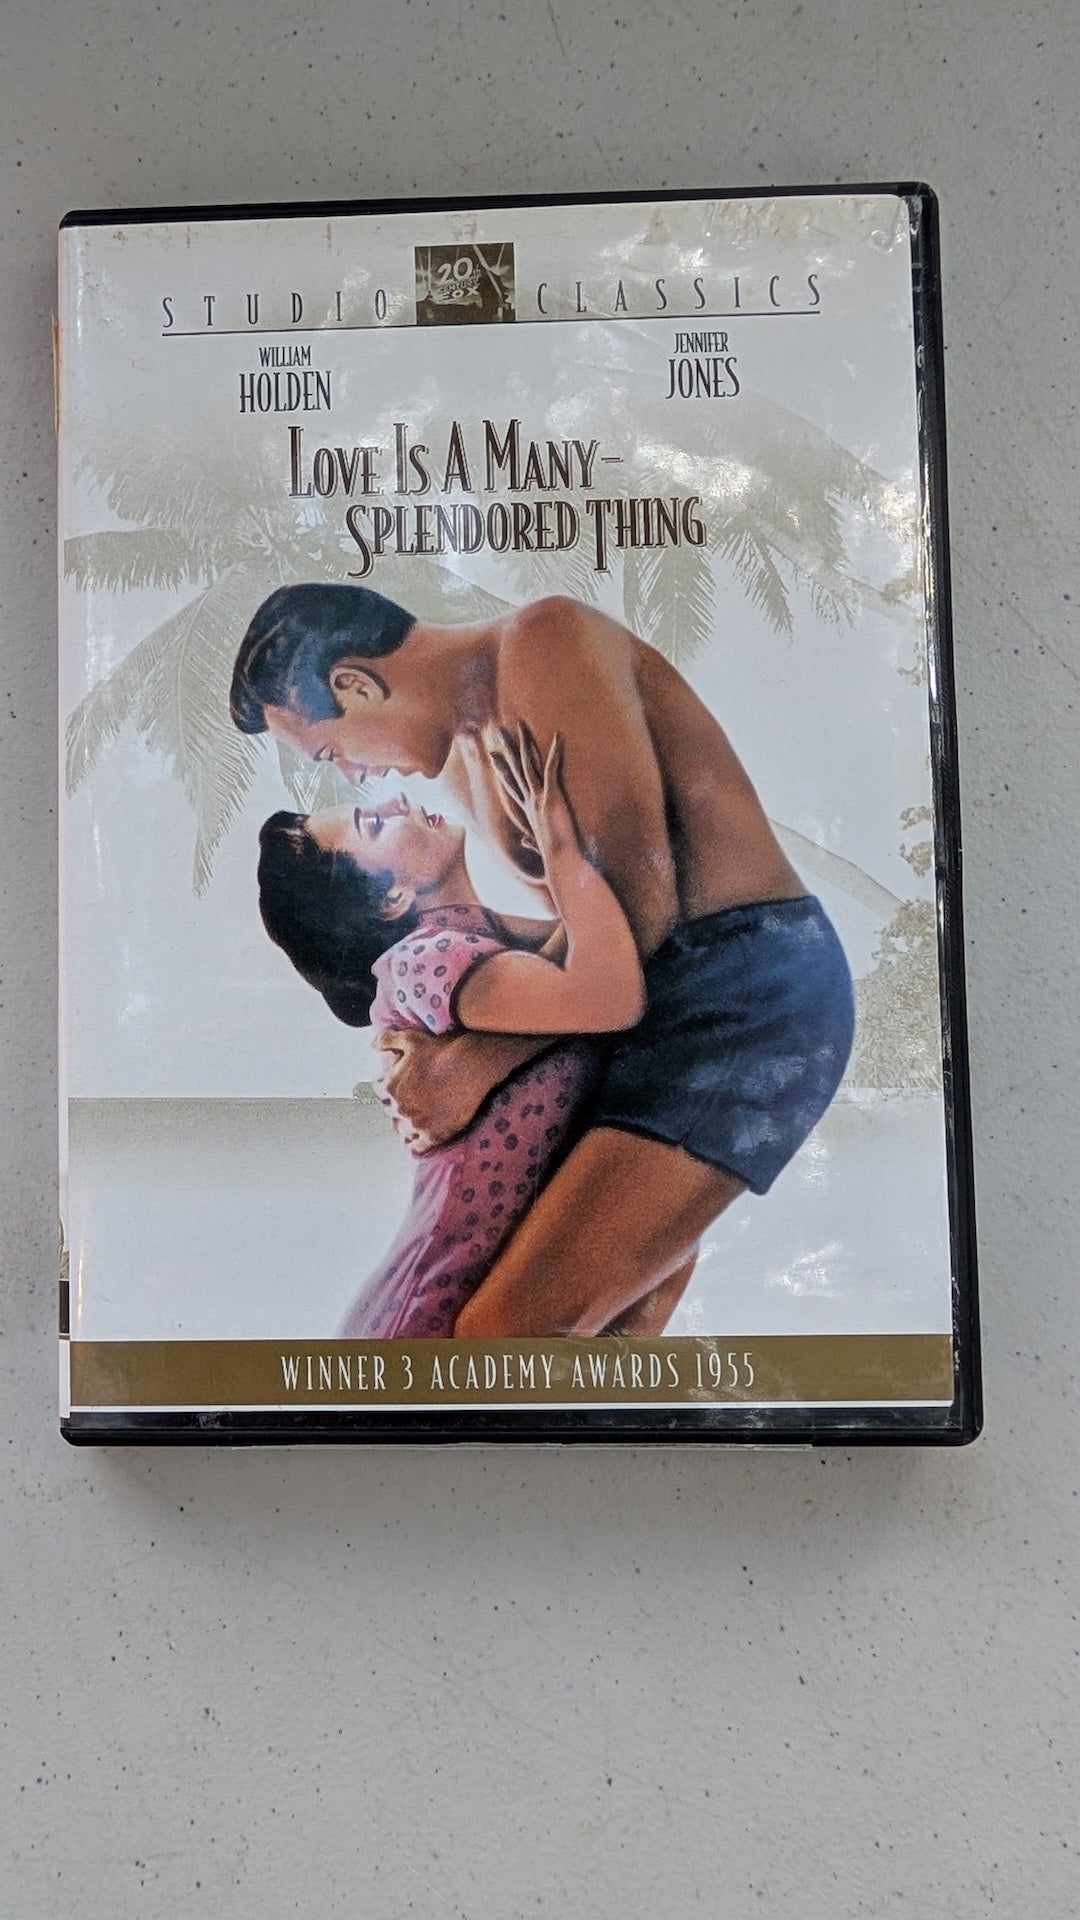 STUDIO 20TH CENTURY FOX CLASSICS
WILLIAM HOLDEN
JENNIFER JONES
LOVE IS A MANY-
SPLENDORED THING
WINNER 3 ACADEMY AWARDS 1955